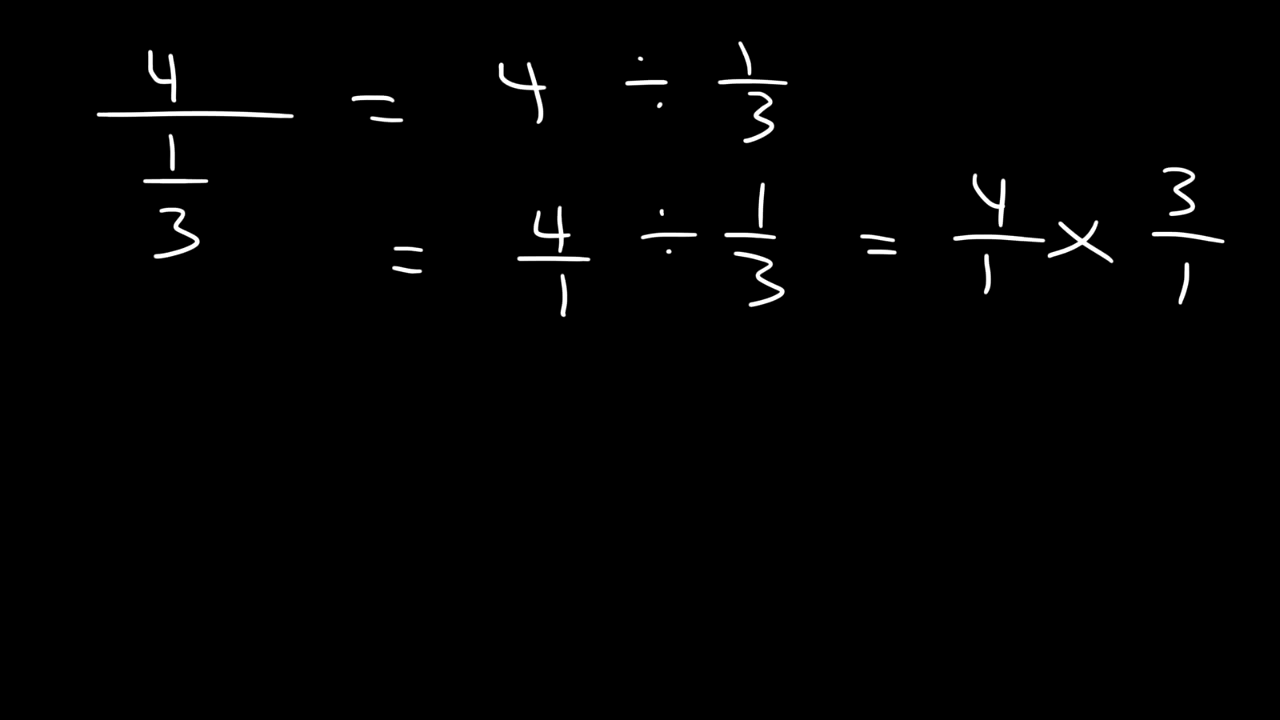 4/(1/3) = 4 ÷ 1/3
= 4/1 ÷ 1/3 = 4/1 × 3/1